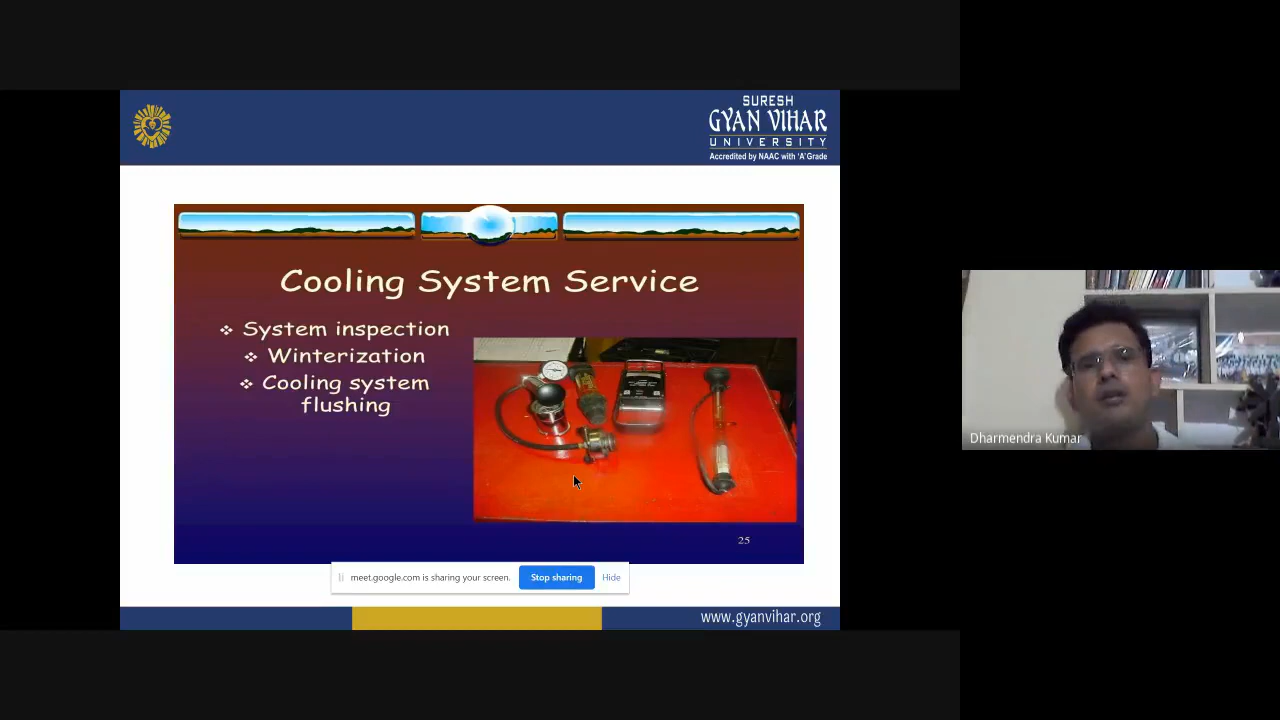 SURESH
GYAN VIHAR
UNIVERSITY
Accredited by NAAC with 'A' Grade
Cooling System Service
❖ System inspection
❖ Winterization
❖ Cooling system
flushing
25
Dharmendra Kumar
meet.google.com is sharing your screen.
Stop sharing
Hide
www.gyanvihar.org